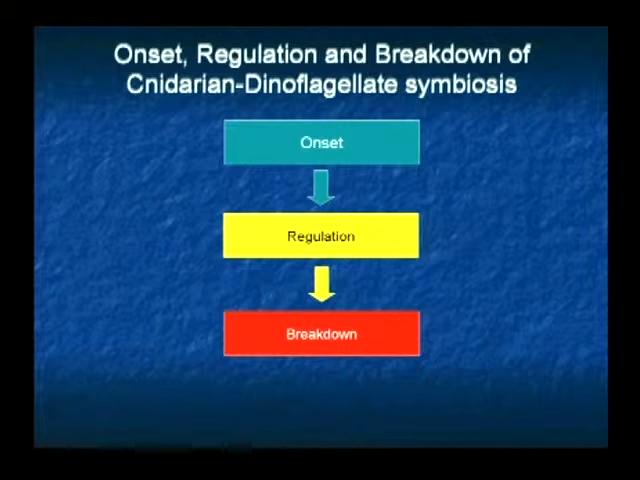 Onset, Regulation and Breakdown of
Cnidarian-Dinoflagellate symbiosis
Onset
Regulation
Breakdown